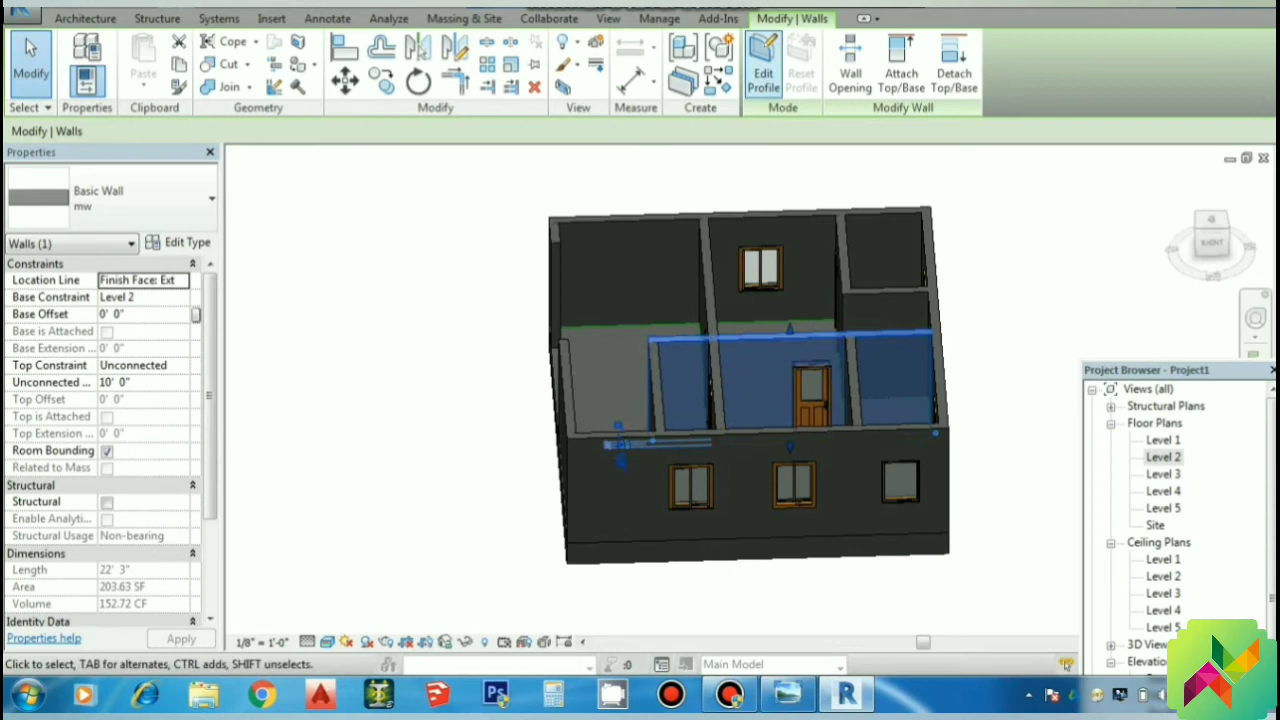 Architecture Structure Systems Insert Annotate Analyze Massing & Site Collaborate View Manage Add-Ins Modify | Walls
Modify
Paste
Cope
Cut
Join
Edit
Profile
Reset
Profile
Wall
Opening
Attach
Top/Base
Detach
Top/Base
Select Properties Clipboard Geometry Modify View Measure Create Mode Modify Wall
Modify | Walls
Properties
Basic Wall
mw
Walls (1) Edit Type
Constraints
Location Line Finish Face: Ext
Base Constraint Level 2
Base Offset 0' 0"
Base is Attached
Base Extension ... 0' 0"
Top Constraint Unconnected
Unconnected ... 10' 0"
Top Offset 0' 0"
Top is Attached
Top Extension ... 0' 0"
Room Bounding
Related to Mass
Structural
Structural
Enable Analyti...
Structural Usage Non-bearing
Dimensions
Length 22' 3"
Area 203.63 SF
Volume 152.72 CF
Identity Data
Properties help Apply
FRONT
Project Browser - Project1
Views (all)
Structural Plans
Floor Plans
Level 1
Level 2
Level 3
Level 4
Level 5
Site
Ceiling Plans
Level 1
Level 2
Level 3
Level 4
Level 5
3D View
Elevatio
1/8" = 1'-0"
Click to select, TAB for alternates, CTRL adds, SHIFT unselects.
:0
Main Model